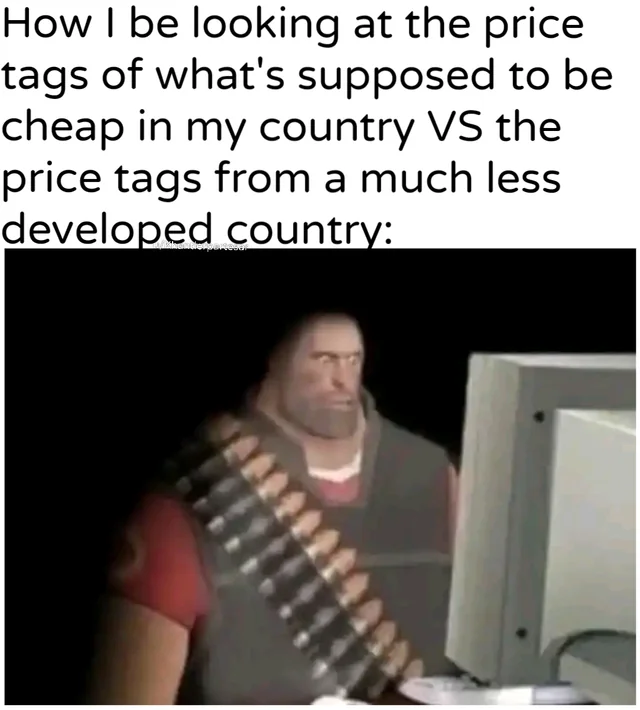 How I be looking at the price
tags of what's supposed to be
cheap in my country VS the
price tags from a much less
developed country: